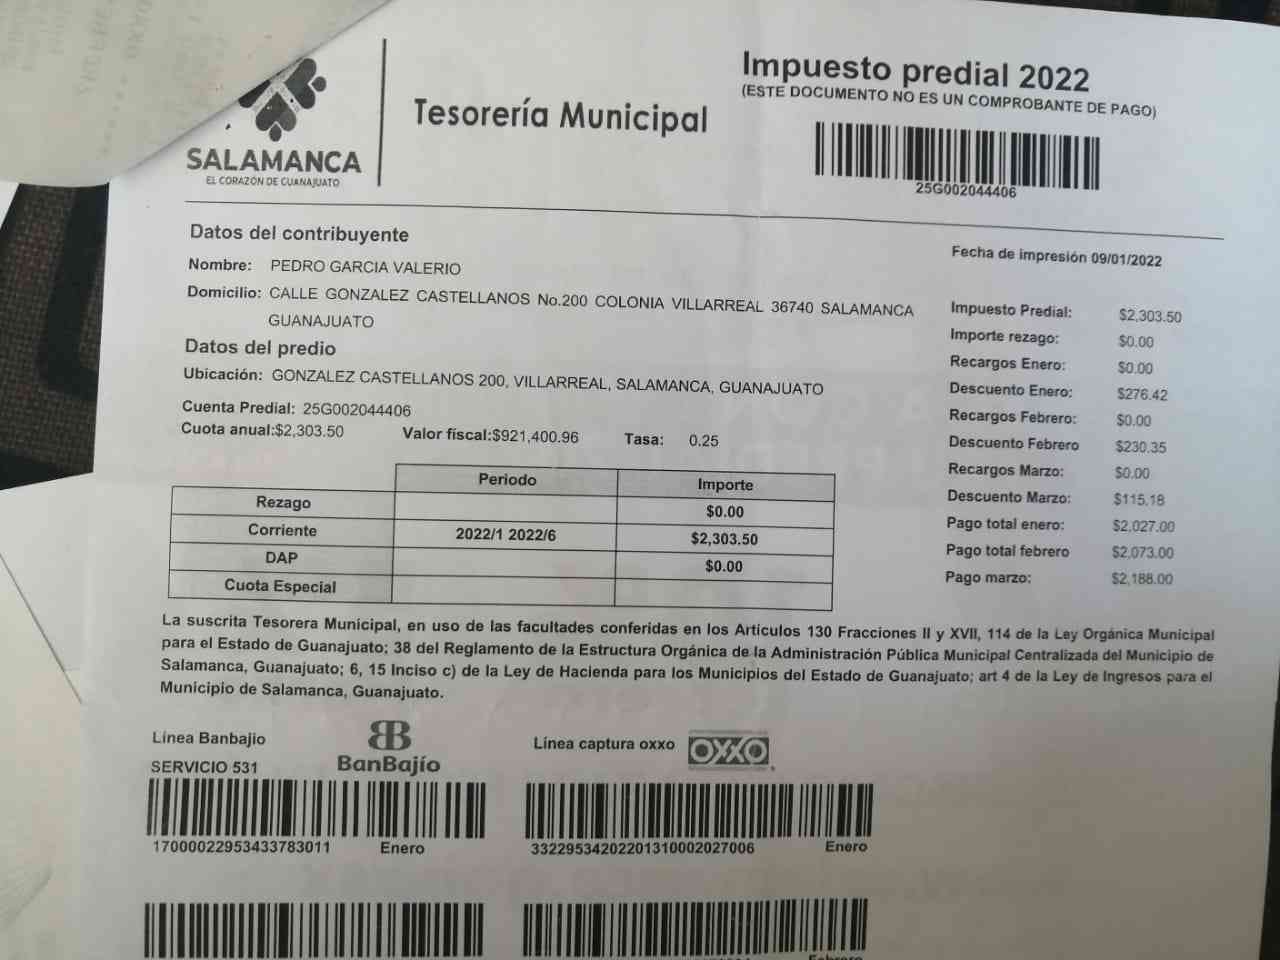 SALAMANCA
EL CORAZÓN DE GUANAJUATO
Tesorería Municipal
Impuesto predial 2022
(ESTE DOCUMENTO NO ES UN COMPROBANTE DE PAGO)
25G002044406
Datos del contribuyente
Fecha de impresión 09/01/2022
Nombre: PEDRO GARCIA VALERIO
Domicilio: CALLE GONZALEZ CASTELLANOS No.200 COLONIA VILLARREAL 36740 SALAMANCA
GUANAJUATO
Datos del predio
Ubicación: GONZALEZ CASTELLANOS 200, VILLARREAL, SALAMANCA, GUANAJUATO
Cuenta Predial: 25G002044406
Cuota anual:$2,303.50 Valor fiscal:$921,400.96 Tasa: 0.25
Impuesto Predial: $2,303.50
Importe rezago: $0.00
Recargos Enero: $0.00
Descuento Enero: $276.42
Recargos Febrero: $0.00
Descuento Febrero $230.35
Recargos Marzo: $0.00
Descuento Marzo: $115.18
Pago total enero: $2,027.00
Pago total febrero $2,073.00
Pago marzo: $2,188.00
Periodo Importe
Rezago $0.00
Corriente 2022/1 2022/6 $2,303.50
DAP $0.00
Cuota Especial
La suscrita Tesorera Municipal, en uso de las facultades conferidas en los Artículos 130 Fracciones II y XVII, 114 de la Ley Orgánica Municipal
para el Estado de Guanajuato; 38 del Reglamento de la Estructura Orgánica de la Administración Pública Municipal Centralizada del Municipio de
Salamanca, Guanajuato; 6, 15 Inciso c) de la Ley de Hacienda para los Municipios del Estado de Guanajuato; art 4 de la Ley de Ingresos para el
Municipio de Salamanca, Guanajuato.
Línea Banbajio
SERVICIO 531
BanBajío
Línea captura oxxo
OXXO
17000022953433783011 Enero
33229534202201310002027006 Enero
Febrero